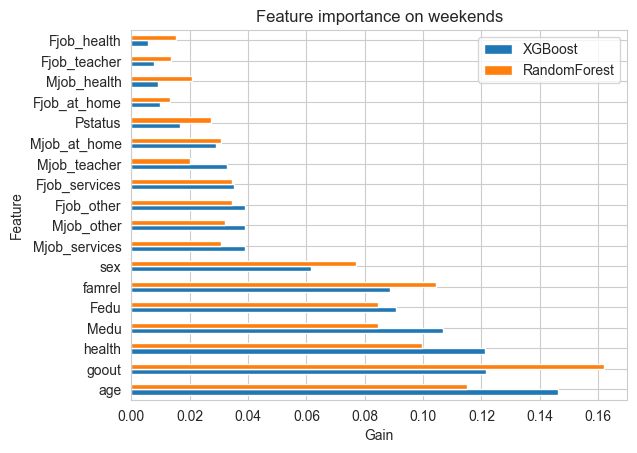 Feature importance on weekends
XGBoost
RandomForest
Feature
Fjob_health
Fjob_teacher
Mjob_health
Fjob_at_home
Pstatus
Mjob_at_home
Mjob_teacher
Fjob_services
Fjob_other
Mjob_other
Mjob_services
sex
famrel
Fedu
Medu
health
goout
age
0.00 0.02 0.04 0.06 0.08 0.10 0.12 0.14 0.16
Gain